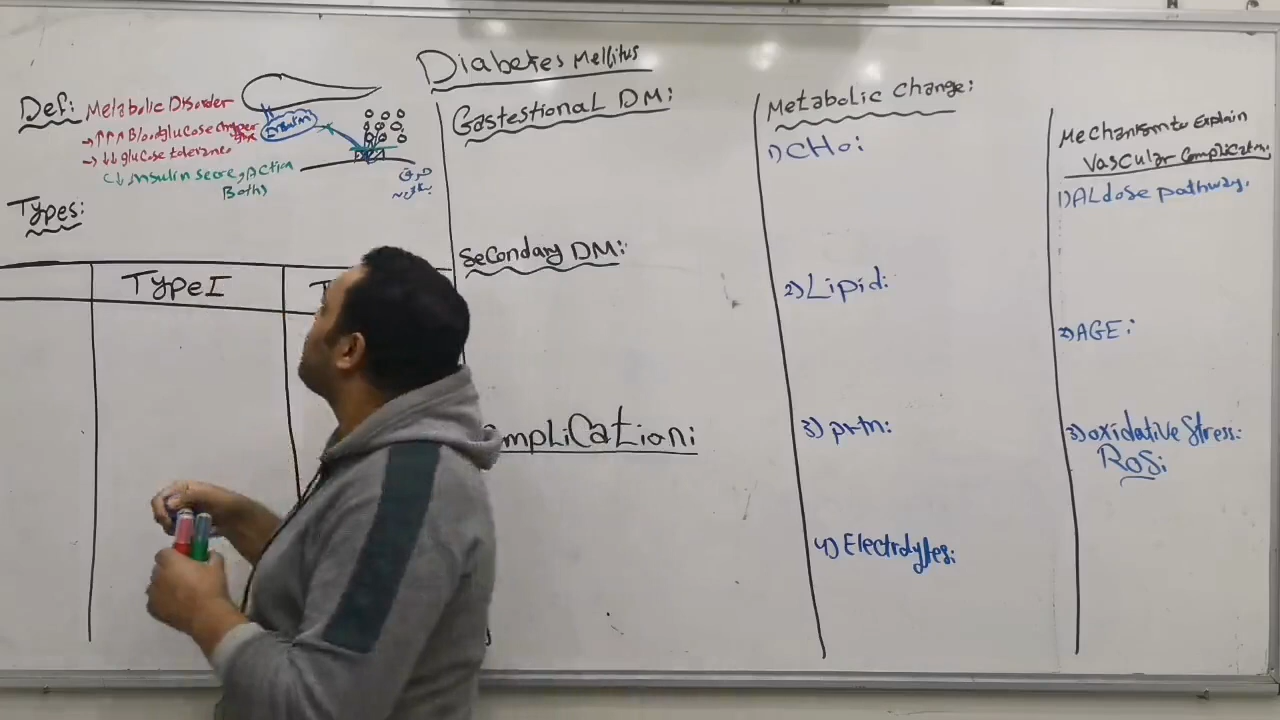 Diabetes Mellitus
Def: Metabolic Disorder
→ ↑↑↑ Blood glucose
→ ↓↓ glucose tolerance
(↓ insulin secre, Action
Both)
insulin
Types:
Type I
T
Gastestional DM:
Secondary DM:
ompliCation:
Metabolic Change:
1) CHO:
2) Lipid:
3) prtn:
4) Electrolytes:
Mechanism to Explain
Vascular Complication:
1) ALdose pathway:
2) AGE:
3) oxidative Stress:
ROS: